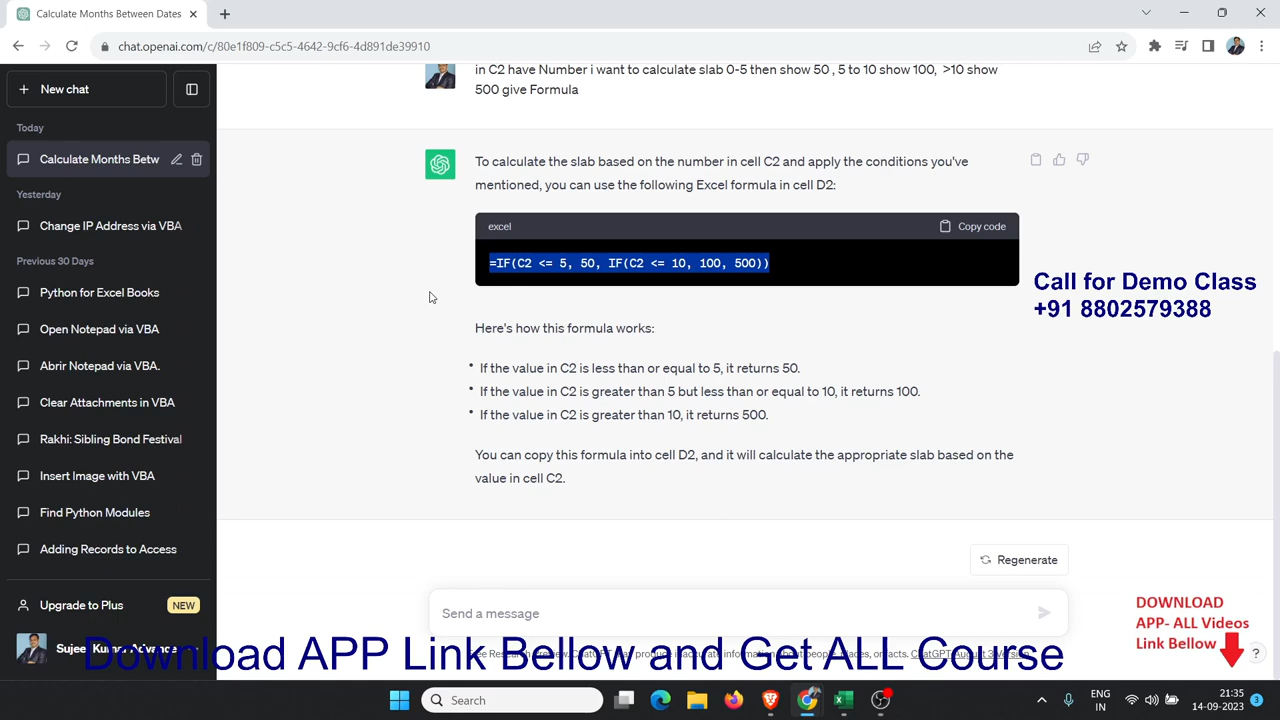 Calculate Months Between Dates
chat.openai.com/c/80e1f809-c5c5-4642-9cf6-4d891de39910
New chat
Today
Calculate Months Betw
Yesterday
Change IP Address via VBA
Previous 30 Days
Python for Excel Books
Open Notepad via VBA
Abrir Notepad via VBA.
Clear Attachments in VBA
Rakhi: Sibling Bond Festival
Insert Image with VBA
Find Python Modules
Adding Records to Access
Upgrade to Plus NEW
in C2 have Number i want to calculate slab 0-5 then show 50 , 5 to 10 show 100, >10 show
500 give Formula
To calculate the slab based on the number in cell C2 and apply the conditions you've
mentioned, you can use the following Excel formula in cell D2:
excel Copy code
=IF(C2 <= 5, 50, IF(C2 <= 10, 100, 500))
Here's how this formula works:
• If the value in C2 is less than or equal to 5, it returns 50.
• If the value in C2 is greater than 5 but less than or equal to 10, it returns 100.
• If the value in C2 is greater than 10, it returns 500.
You can copy this formula into cell D2, and it will calculate the appropriate slab based on the
value in cell C2.
Call for Demo Class
+91 8802579388
Regenerate
Send a message
DOWNLOAD
APP- ALL Videos
Link Bellow
Download APP Link Bellow and Get ALL Course
?
Search
ENG
IN
21:35
14-09-2023
3